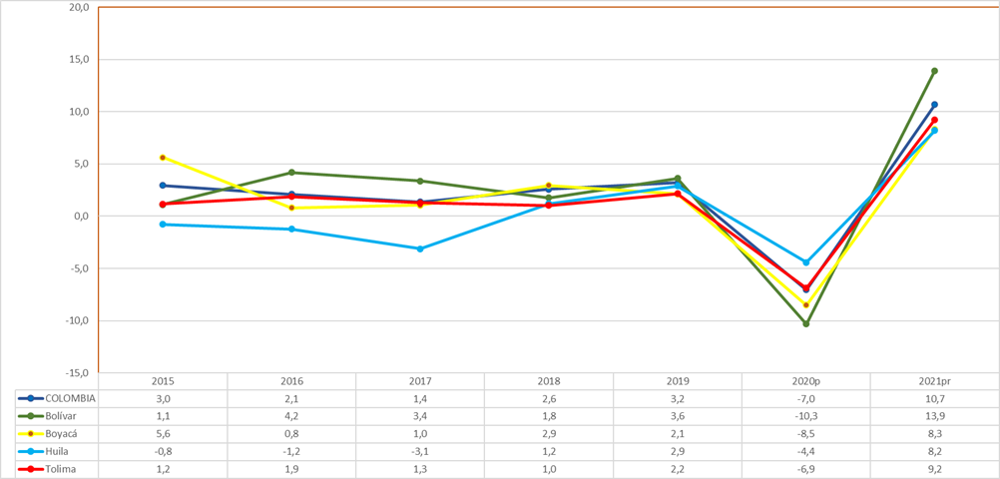 20,0
15,0
10,0
5,0
0,0
-5,0
-10,0
-15,0
2015 2016 2017 2018 2019 2020p 2021pr
COLOMBIA 3,0 2,1 1,4 2,6 3,2 -7,0 10,7
Bolívar 1,1 4,2 3,4 1,8 3,6 -10,3 13,9
Boyacá 5,6 0,8 1,0 2,9 2,1 -8,5 8,3
Huila -0,8 -1,2 -3,1 1,2 2,9 -4,4 8,2
Tolima 1,2 1,9 1,3 1,0 2,2 -6,9 9,2